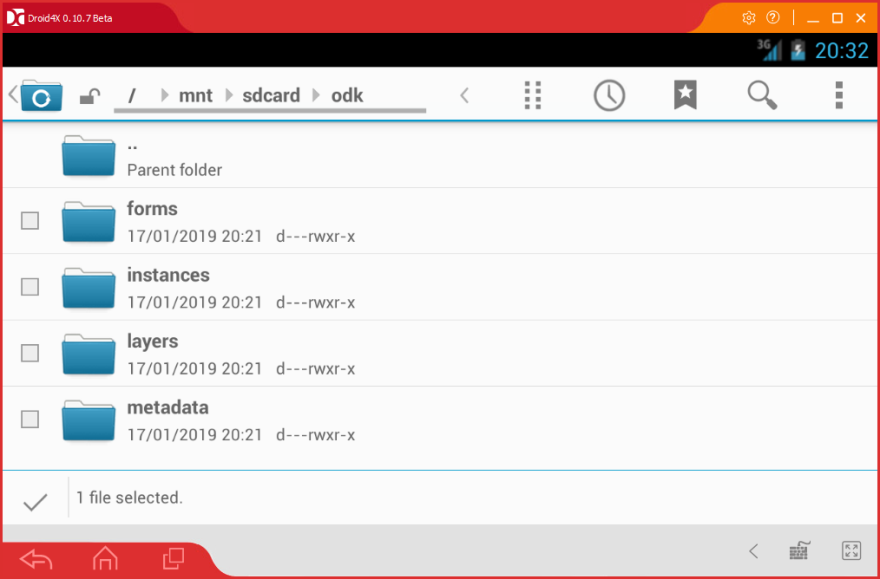 Droid4X 0.10.7 Beta
3G 20:32
/ mnt sdcard odk
..
Parent folder
forms
17/01/2019 20:21 d---rwxr-x
instances
17/01/2019 20:21 d---rwxr-x
layers
17/01/2019 20:21 d---rwxr-x
metadata
17/01/2019 20:21 d---rwxr-x
1 file selected.